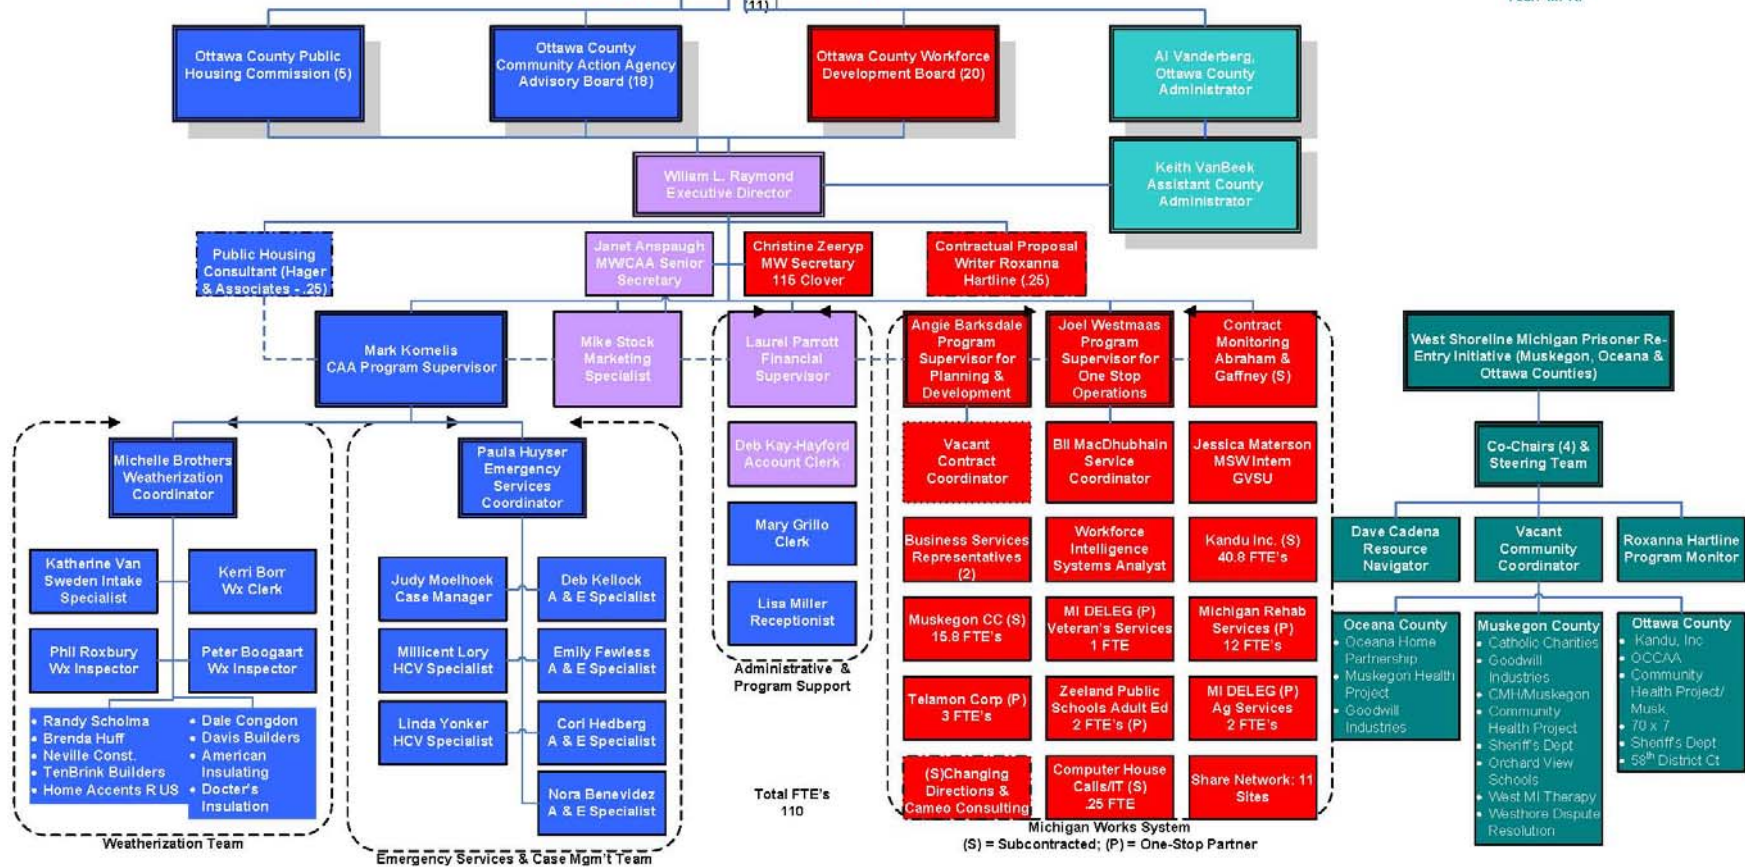 (11)
Ottawa County Public
Housing Commission (5)
Ottawa County
Community Action Agency
Advisory Board (18)
Ottawa County Workforce
Development Board (20)
Al Vanderberg,
Ottawa County
Administrator
William L. Raymond
Executive Director
Keith VanBeek
Assistant County
Administrator
Public Housing
Consultant (Hager
& Associates - .25)
Janet Anspaugh
MW/CAA Senior
Secretary
Christine Zeeryp
MW Secretary
115 Clover
Contractual Proposal
Writer Roxanna
Hartline (.25)
Mark Kornelis
CAA Program Supervisor
Mike Stock
Marketing
Specialist
Laurel Parrott
Financial
Supervisor
Angie Barksdale
Program
Supervisor for
Planning &
Development
Joel Westmaas
Program
Supervisor for
One Stop
Operations
Contract
Monitoring
Abraham &
Gaffney (S)
West Shoreline Michigan Prisoner Re-
Entry Initiative (Muskegon, Oceana &
Ottawa Counties)
Michelle Brothers
Weatherization
Coordinator
Paula Huyser
Emergency
Services
Coordinator
Deb Kay-Hayford
Account Clerk
Vacant
Contract
Coordinator
Bil MacDhubhain
Service
Coordinator
Jessica Materson
MSW Intern
GVSU
Co-Chairs (4) &
Steering Team
Mary Grillo
Clerk
Business Services
Representatives
(2)
Workforce
Intelligence
Systems Analyst
Kandu Inc. (S)
40.8 FTE's
Dave Cadena
Resource
Navigator
Vacant
Community
Coordinator
Roxanna Hartline
Program Monitor
Katherine Van
Sweden Intake
Specialist
Kerri Borr
Wx Clerk
Judy Moelhoek
Case Manager
Deb Kellock
A & E Specialist
Lisa Miller
Receptionist
Muskegon CC (S)
15.8 FTE's
MI DELEG (P)
Veteran's Services
1 FTE
Michigan Rehab
Services (P)
12 FTE's
Phil Roxbury
Wx Inspector
Peter Boogaart
Wx Inspector
Millicent Lory
HCV Specialist
Emily Fewless
A & E Specialist
Administrative &
Program Support
Telamon Corp (P)
3 FTE's
Zeeland Public
Schools Adult Ed
2 FTE's (P)
MI DELEG (P)
Ag Services
2 FTE's
Linda Yonker
HCV Specialist
Cori Hedberg
A & E Specialist
Nora Benevidez
A & E Specialist
• Randy Scholma
• Brenda Huff
• Neville Const.
• TenBrink Builders
• Home Accents R US
• Dale Congdon
• Davis Builders
• American
Insulating
• Docter's
Insulation
Total FTE's
110
(S)Changing
Directions &
Cameo Consulting
Computer House
Calls/IT (S)
.25 FTE
Share Network: 11
Sites
Oceana County
• Oceana Home
Partnership
• Muskegon Health
Project
• Goodwill
Industries
Muskegon County
• Catholic Charities
• Goodwill
Industries
• CMH/Muskegon
• Community
Health Project
• Sheriff's Dept
• Orchard View
Schools
• West MI Therapy
• Westhore Dispute
Resolution
Ottawa County
• Kandu, Inc
• OCCAA
• Community
Health Project/
Musk.
• 70 x 7
• Sheriff's Dept
• 58th District Ct
Weatherization Team
Emergency Services & Case Mgm't Team
Michigan Works System
(S) = Subcontracted; (P) = One-Stop Partner